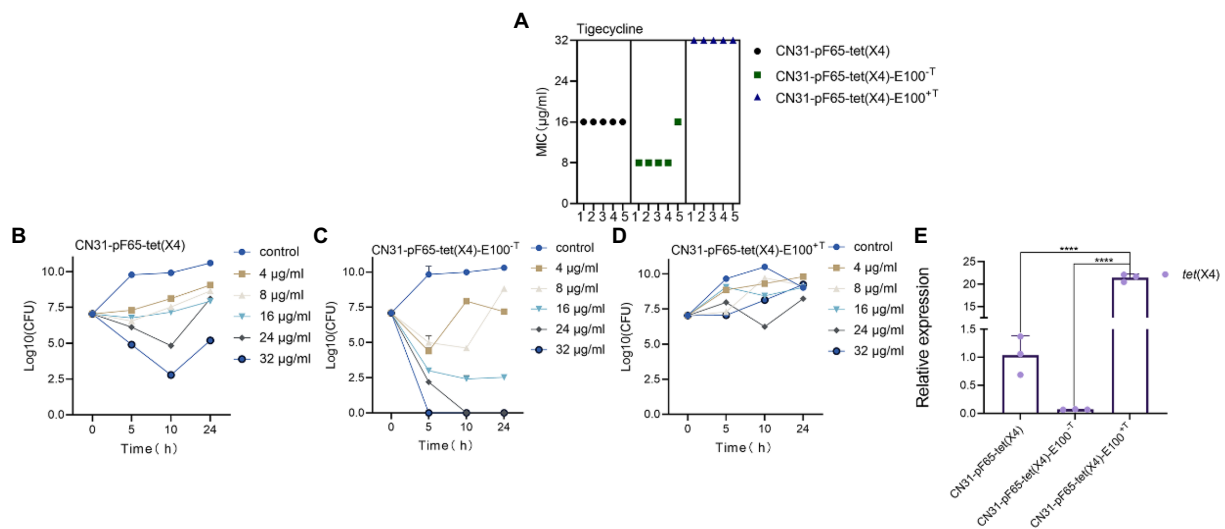 A
Tigecycline
MIC (μg/ml)
32
24
16
8
0
1 2 3 4 5 1 2 3 4 5 1 2 3 4 5
CN31-pF65-tet(X4)
CN31-pF65-tet(X4)-E100-T
CN31-pF65-tet(X4)-E100+T
B
CN31-pF65-tet(X4)
Log10(CFU)
10.0
7.5
5.0
2.5
0.0
0 5 10 24
Time( h)
control
4 μg/ml
8 μg/ml
16 μg/ml
24 μg/ml
32 μg/ml
C
CN31-pF65-tet(X4)-E100-T
Log10(CFU)
10.0
7.5
5.0
2.5
0.0
0 5 10 24
Time( h)
control
4 μg/ml
8 μg/ml
16 μg/ml
24 μg/ml
32 μg/ml
D
CN31-pF65-tet(X4)-E100+T
Log10(CFU)
10.0
7.5
5.0
2.5
0.0
0 5 10 24
Time( h)
control
4 μg/ml
8 μg/ml
16 μg/ml
24 μg/ml
32 μg/ml
E
Relative expression
25
20
15
10
1.5
1.0
0.5
0.0
****
****
tet(X4)
CN31-pF65-tet(X4)
CN31-pF65-tet(X4)-E100-T
CN31-pF65-tet(X4)-E100+T